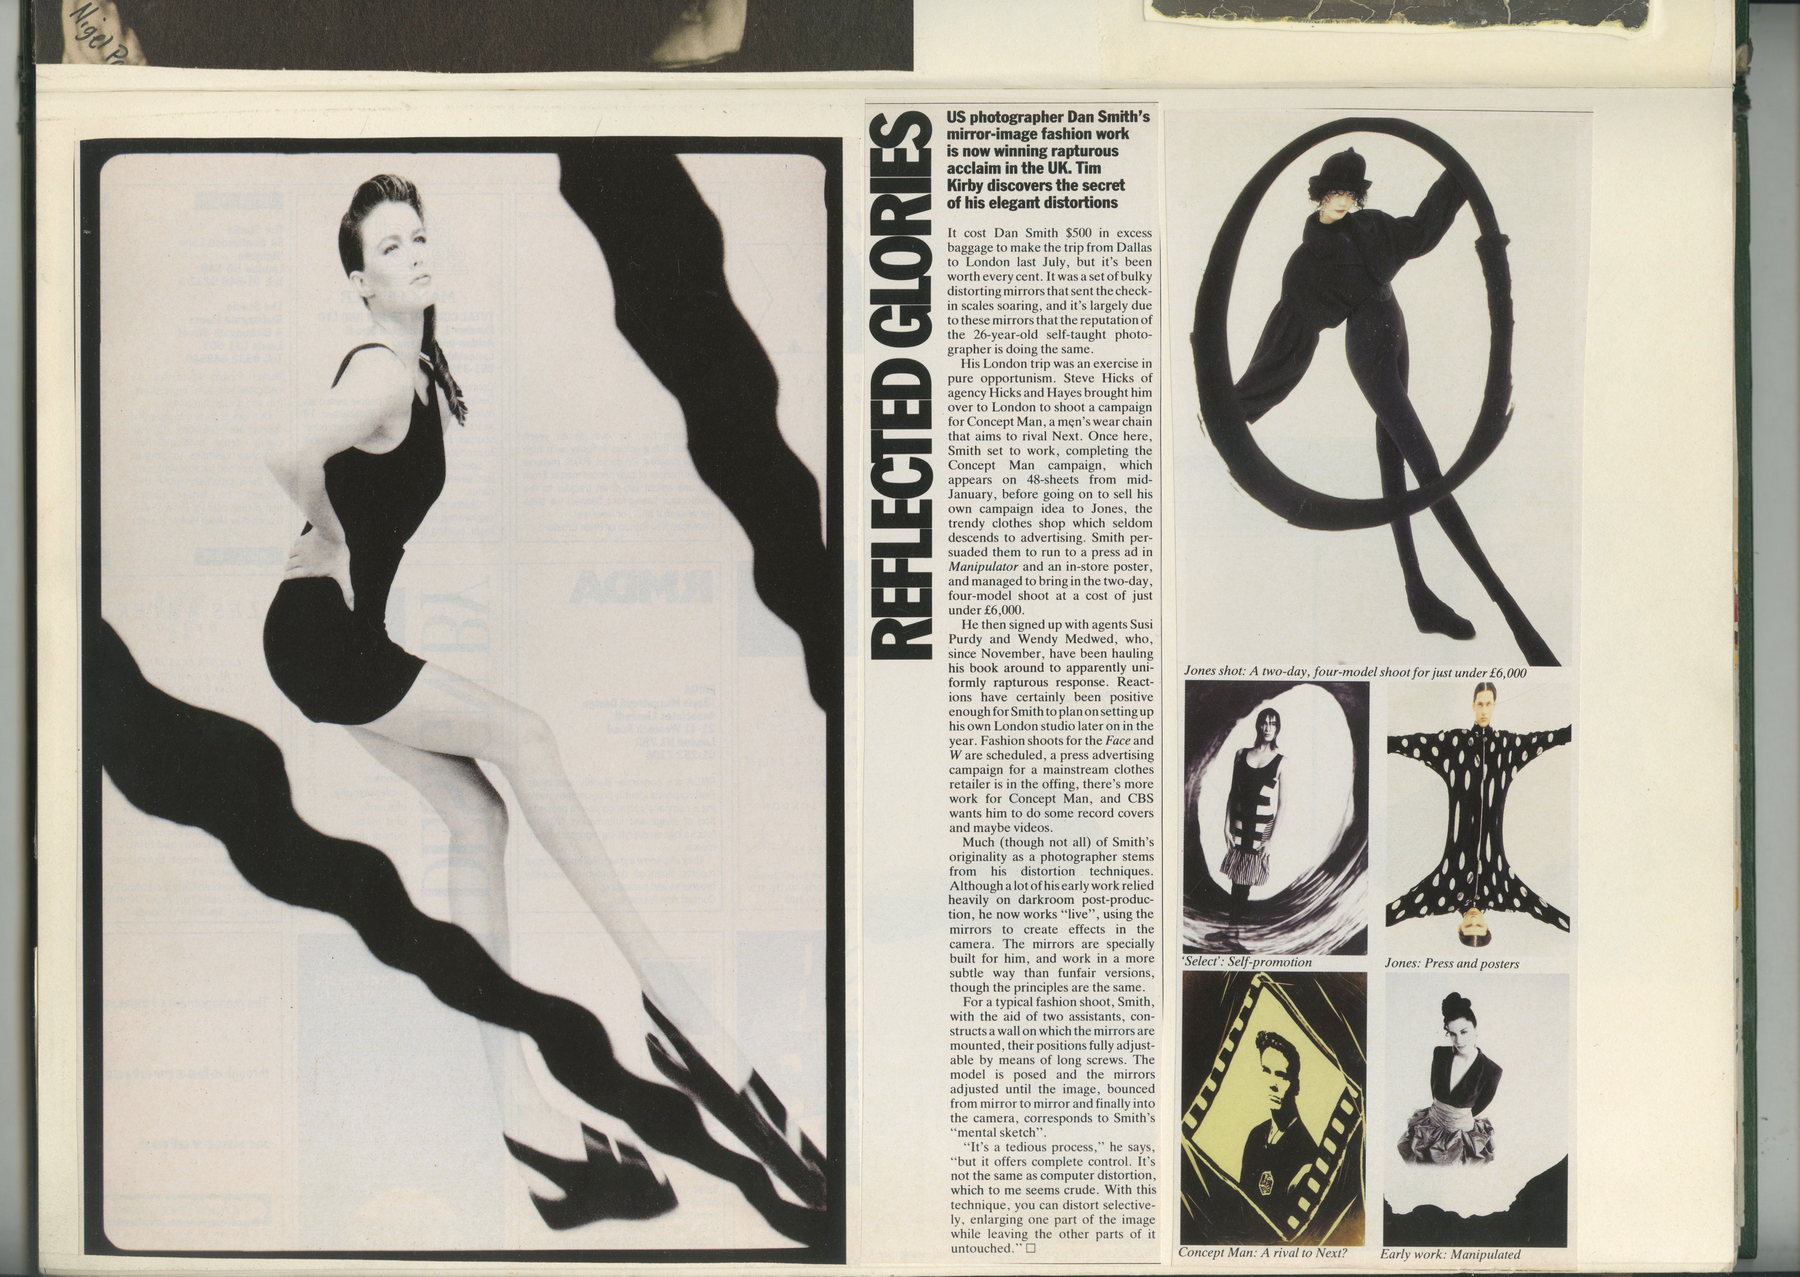 Nigel
REFLECTED GLORIES
US photographer Dan Smith's
mirror-image fashion work
is now winning rapturous
acclaim in the UK. Tim
Kirby discovers the secret
of his elegant distortions
It cost Dan Smith $500 in excess
baggage to make the trip from Dallas
to London last July, but it's been
worth every cent. It was a set of bulky
distorting mirrors that sent the check-
in scales soaring, and it's largely due
to these mirrors that the reputation of
the 26-year-old self-taught photo-
grapher is doing the same.
His London trip was an exercise in
pure opportunism. Steve Hicks of
agency Hicks and Hayes brought him
over to London to shoot a campaign
for Concept Man, a men's wear chain
that aims to rival Next. Once here,
Smith set to work, completing the
Concept Man campaign, which
appears on 48-sheets from mid-
January, before going on to sell his
own campaign idea to Jones, the
trendy clothes shop which seldom
descends to advertising. Smith per-
suaded them to run to a press ad in
Manipulator and an in-store poster,
and managed to bring in the two-day,
four-model shoot at a cost of just
under £6,000.
He then signed up with agents Susi
Purdy and Wendy Medwed, who,
since November, have been hauling
his book around to apparently uni-
formly rapturous response. React-
ions have certainly been positive
enough for Smith to plan on setting up
his own London studio later on in the
year. Fashion shoots for the Face and
W are scheduled, a press advertising
campaign for a mainstream clothes
retailer is in the offing, there's more
work for Concept Man, and CBS
wants him to do some record covers
and maybe videos.
Much (though not all) of Smith's
originality as a photographer stems
from his distortion techniques.
Although a lot of his early work relied
heavily on darkroom post-produc-
tion, he now works "live", using the
mirrors to create effects in the
camera. The mirrors are specially
built for him, and work in a more
subtle way than funfair versions,
though the principles are the same.
For a typical fashion shoot, Smith,
with the aid of two assistants, con-
structs a wall on which the mirrors are
mounted, their positions fully adjust-
able by means of long screws. The
model is posed and the mirrors
adjusted until the image, bounced
from mirror to mirror and finally into
the camera, corresponds to Smith's
"mental sketch".
"It's a tedious process," he says,
"but it offers complete control. It's
not the same as computer distortion,
which to me seems crude. With this
technique, you can distort selective-
ly, enlarging one part of the image
while leaving the other parts of it
untouched." □
Jones shot: A two-day, four-model shoot for just under £6,000
'Select': Self-promotion
Jones: Press and posters
Concept Man: A rival to Next?
Early work: Manipulated